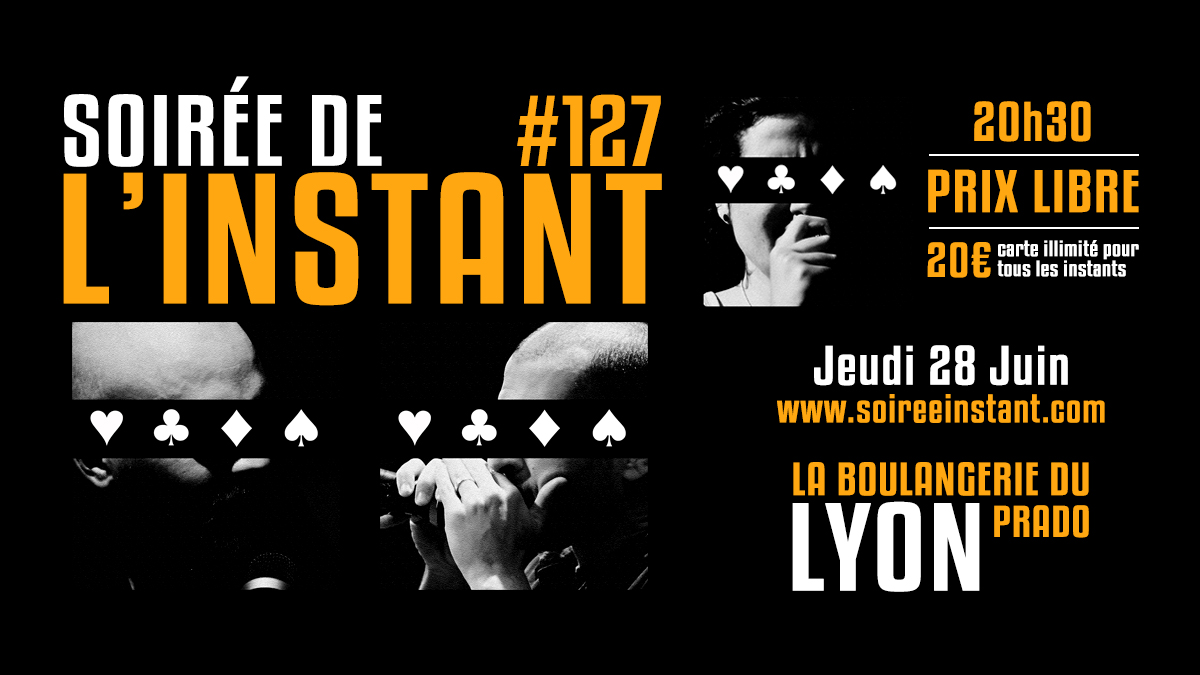 SOIRÉE DE #127
L'INSTANT
20h30
PRIX LIBRE
20€ carte illimité pour
tous les instants
Jeudi 28 Juin
www.soireeinstant.com
LA BOULANGERIE DU
LYON PRADO